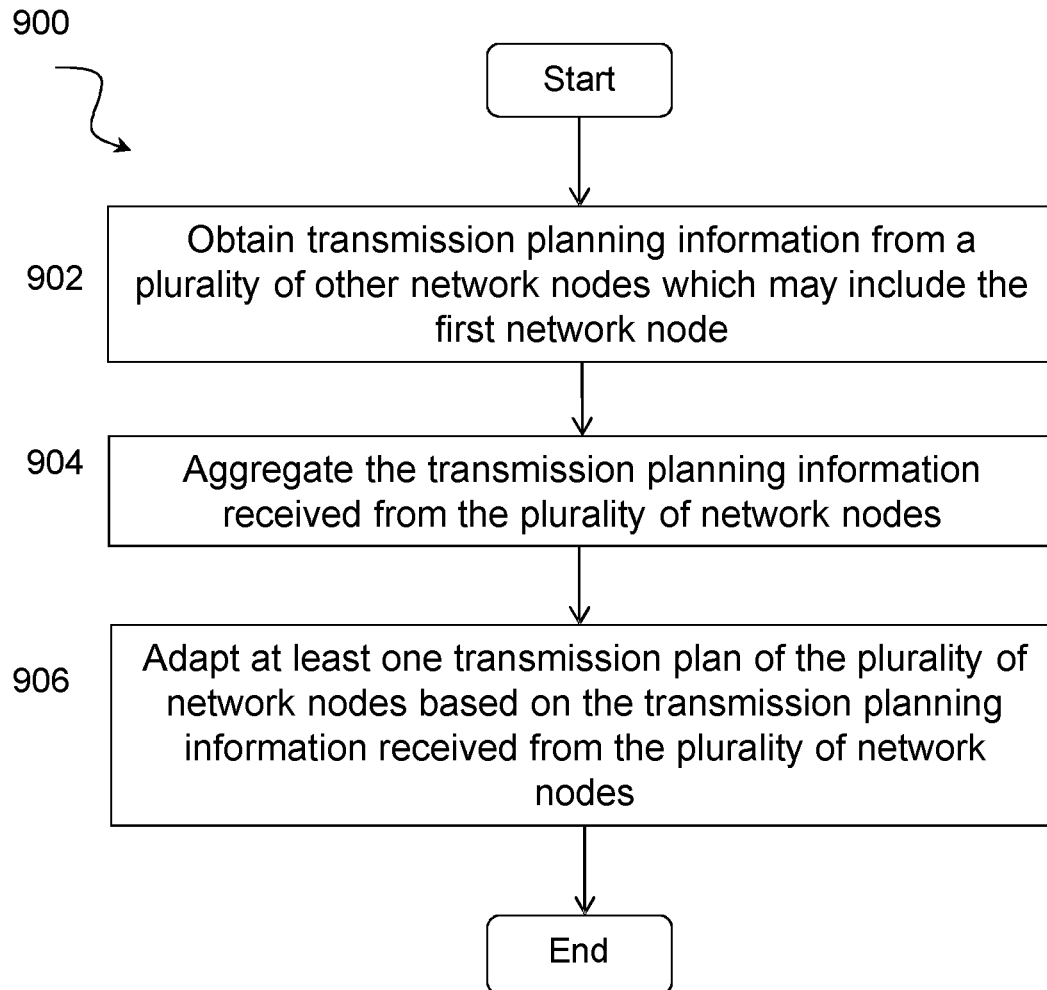 900
Start
902
Obtain transmission planning information from a
plurality of other network nodes which may include the
first network node
904
Aggregate the transmission planning information
received from the plurality of network nodes
906
Adapt at least one transmission plan of the plurality of
network nodes based on the transmission planning
information received from the plurality of network
nodes
End